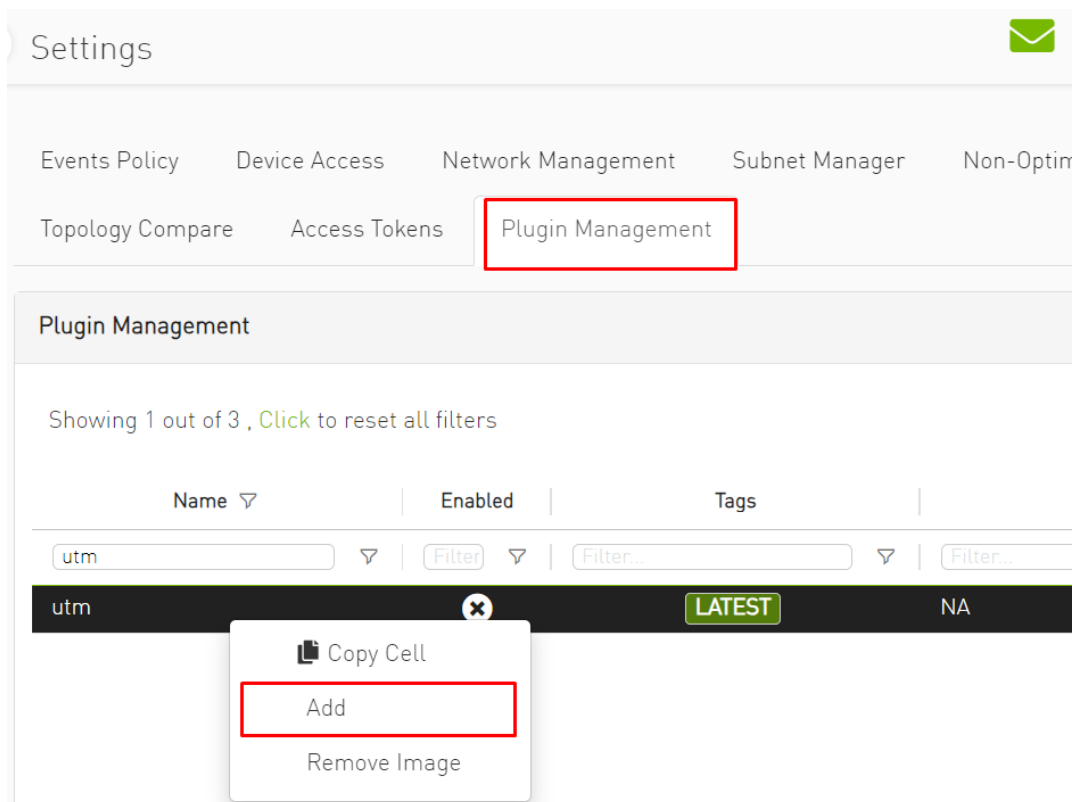 Settings
Events Policy Device Access Network Management Subnet Manager Non-Optim
Topology Compare Access Tokens Plugin Management
Plugin Management
Showing 1 out of 3 , Click to reset all filters
Name Enabled Tags
utm Filter Filter... Filter...
utm LATEST NA
Copy Cell
Add
Remove Image